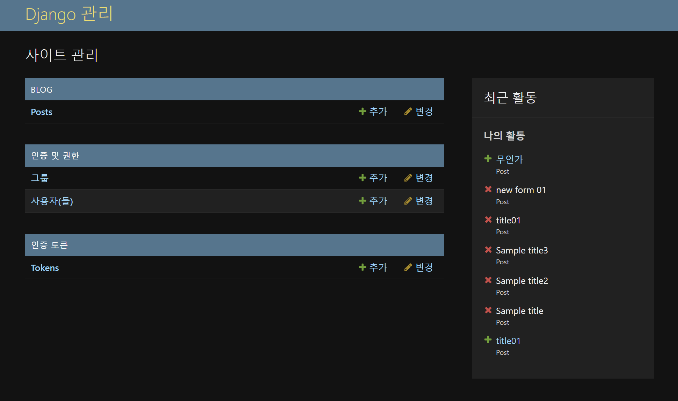 Django 관리
사이트 관리
BLOG
Posts 추가 변경
인증 및 권한
그룹 추가 변경
사용자(들) 추가 변경
인증 토큰
Tokens 추가 변경
최근 활동
나의 활동
무언가
Post
new form 01
Post
title01
Post
Sample title3
Post
Sample title2
Post
Sample title
Post
title01
Post